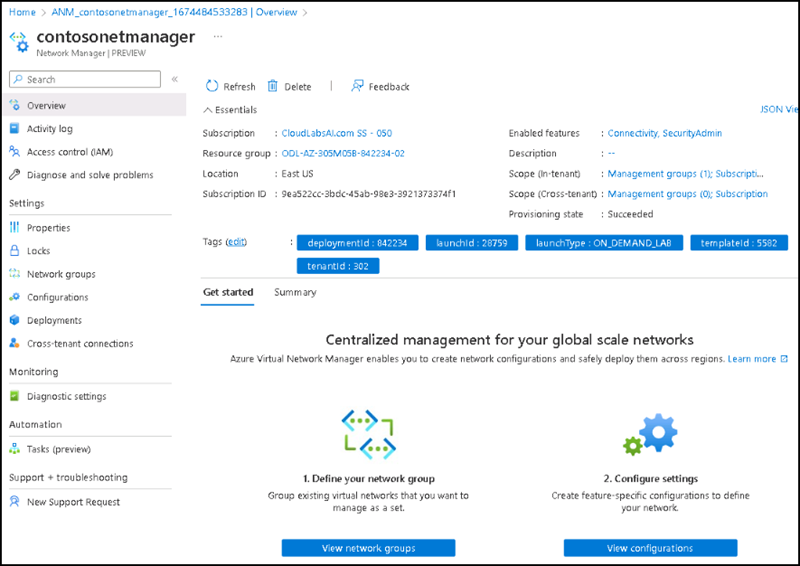 Home > ANM_contosonetmanager_1674484533283 | Overview >
contosonetmanager ...
Network Manager | PREVIEW
Search «
Overview
Activity log
Access control (IAM)
Diagnose and solve problems
Settings
Properties
Locks
Network groups
Configurations
Deployments
Cross-tenant connections
Monitoring
Diagnostic settings
Automation
Tasks (preview)
Support + troubleshooting
New Support Request
Refresh Delete | Feedback
Essentials JSON Vie
Subscription : CloudLabsAI.com SS - 050
Resource group : ODL-AZ-305M05B-842234-02
Location : East US
Subscription ID : 9ea522cc-3bdc-45ab-98e3-3921373374f1
Enabled features : Connectivity, SecurityAdmin
Description : --
Scope (In-tenant) : Management groups (1); Subscripti...
Scope (Cross-tenant) : Management groups (0); Subscription
Provisioning state : Succeeded
Tags (edit) : deploymentId : 842234 launchId : 28759 launchType : ON_DEMAND_LAB templateId : 5582
tenantId : 302
Get started Summary
Centralized management for your global scale networks
Azure Virtual Network Manager enables you to create network configurations and safely deploy them across regions. Learn more
1. Define your network group
Group existing virtual networks that you want to
manage as a set.
View network groups
2. Configure settings
Create feature-specific configurations to define
your network.
View configurations